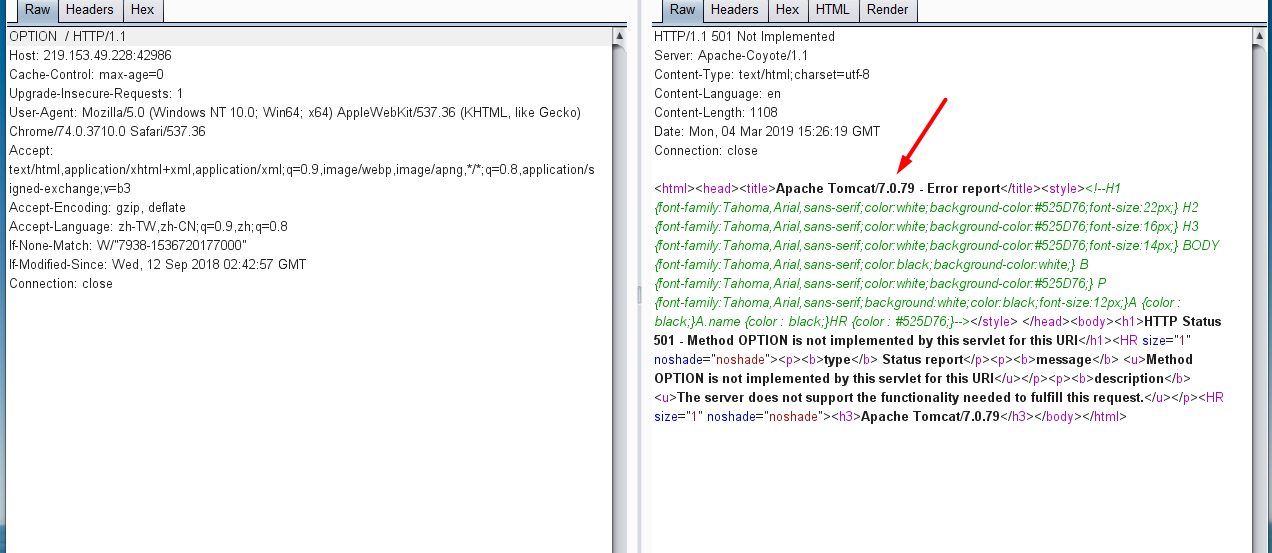 Raw Headers Hex
OPTION  / HTTP/1.1
Host: 219.153.49.228:42986
Cache-Control: max-age=0
Upgrade-Insecure-Requests: 1
User-Agent: Mozilla/5.0 (Windows NT 10.0; Win64; x64) AppleWebKit/537.36 (KHTML, like Gecko)
Chrome/74.0.3710.0 Safari/537.36
Accept:
text/html,application/xhtml+xml,application/xml;q=0.9,image/webp,image/apng,*/*;q=0.8,application/s
igned-exchange;v=b3
Accept-Encoding: gzip, deflate
Accept-Language: zh-TW,zh-CN;q=0.9,zh;q=0.8
If-None-Match: W/"7938-1536720177000"
If-Modified-Since: Wed, 12 Sep 2018 02:42:57 GMT
Connection: close
Raw Headers Hex HTML Render
HTTP/1.1 501 Not Implemented
Server: Apache-Coyote/1.1
Content-Type: text/html;charset=utf-8
Content-Language: en
Content-Length: 1108
Date: Mon, 04 Mar 2019 15:26:19 GMT
Connection: close
<html><head><title>Apache Tomcat/7.0.79 - Error report</title><style><!--H1
{font-family:Tahoma,Arial,sans-serif;color:white;background-color:#525D76;font-size:22px;} H2
{font-family:Tahoma,Arial,sans-serif;color:white;background-color:#525D76;font-size:16px;} H3
{font-family:Tahoma,Arial,sans-serif;color:white;background-color:#525D76;font-size:14px;} BODY
{font-family:Tahoma,Arial,sans-serif;color:black;background-color:white;} B
{font-family:Tahoma,Arial,sans-serif;color:white;background-color:#525D76;} P
{font-family:Tahoma,Arial,sans-serif;background:white;color:black;font-size:12px;}A {color :
black;}A.name {color : black;}HR {color : #525D76;}--></style> </head><body><h1>HTTP Status
501 - Method OPTION is not implemented by this servlet for this URI</h1><HR size="1"
noshade="noshade"><p><b>type</b> Status report</p><p><b>message</b> <u>Method
OPTION is not implemented by this servlet for this URI</u></p><p><b>description</b>
<u>The server does not support the functionality needed to fulfill this request.</u></p><HR
size="1" noshade="noshade"><h3>Apache Tomcat/7.0.79</h3></body></html>